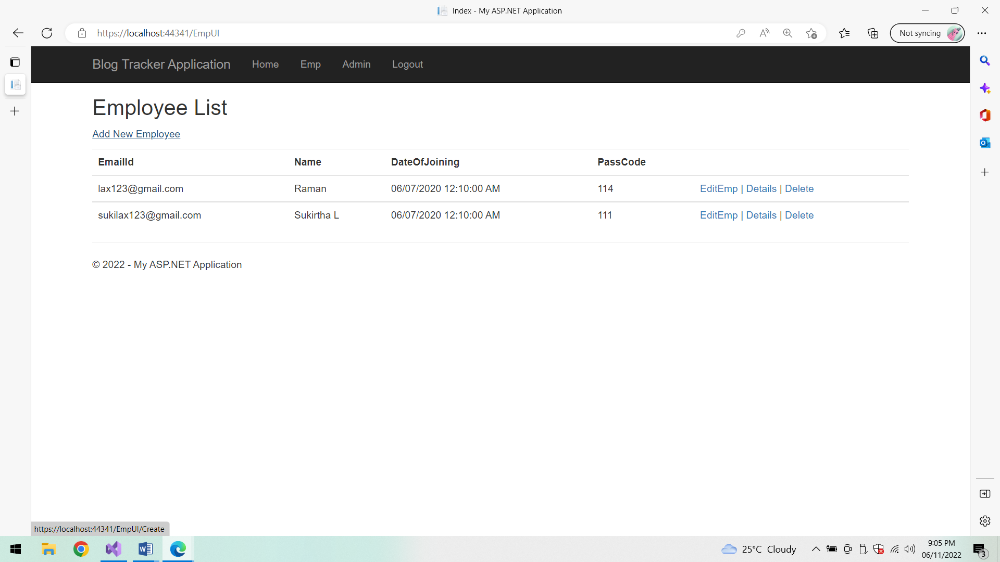 Index - My ASP.NET Application
https://localhost:44341/EmpUI
Not syncing
Blog Tracker Application Home Emp Admin Logout
Employee List
Add New Employee
EmailId Name DateOfJoining PassCode
lax123@gmail.com Raman 06/07/2020 12:10:00 AM 114 EditEmp | Details | Delete
sukilax123@gmail.com Sukirtha L 06/07/2020 12:10:00 AM 111 EditEmp | Details | Delete
© 2022 - My ASP.NET Application
https://localhost:44341/EmpUI/Create
25°C Cloudy
9:05 PM
06/11/2022
3